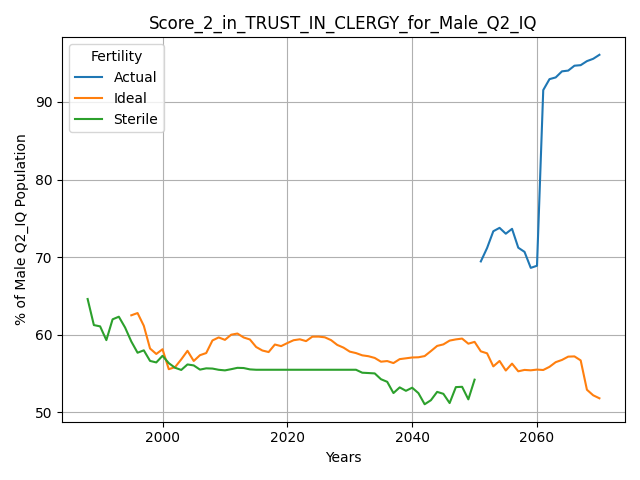 Score_2_in_TRUST_IN_CLERGY_for_Male_Q2_IQ
Fertility
Actual
Ideal
Sterile
% of Male Q2_IQ Population
90
80
70
60
50
2000
2020
2040
2060
Years